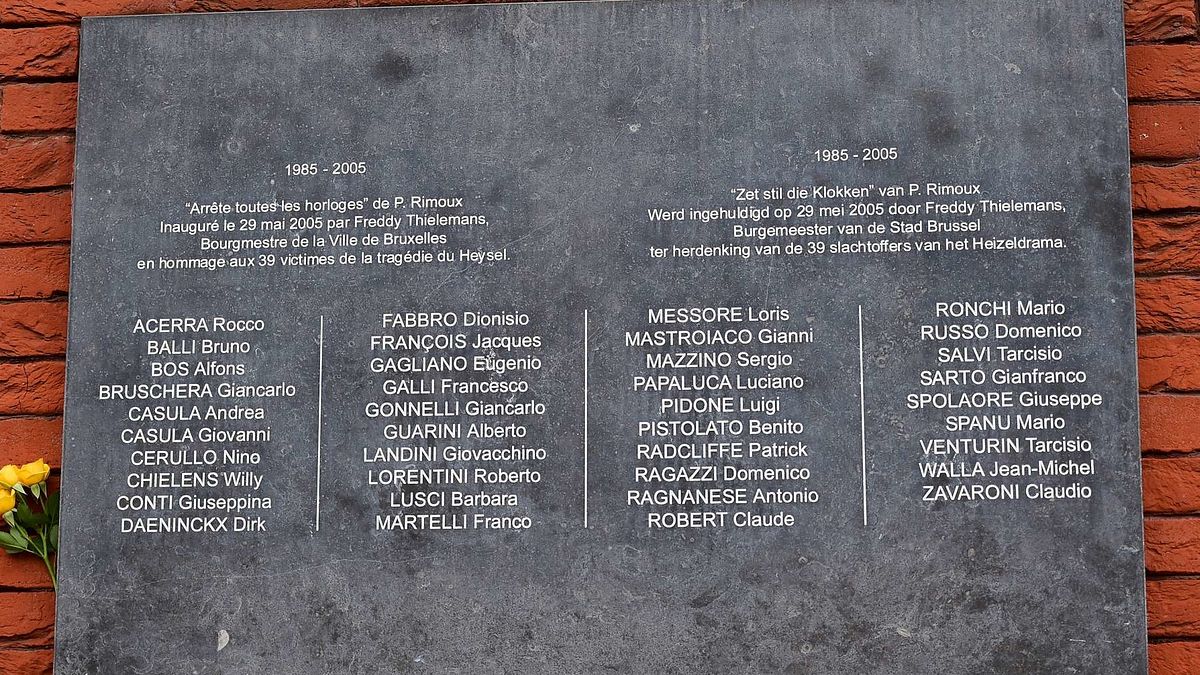 1985 - 2005
“Arrête toutes les horloges” de P. Rimoux
Inauguré le 29 mai 2005 par Freddy Thielemans,
Bourgmestre de la Ville de Bruxelles
en hommage aux 39 victimes de la tragédie du Heysel.
1985 - 2005
“Zet stil die Klokken” van P. Rimoux
Werd ingehuldigd op 29 mei 2005 door Freddy Thielemans,
Burgemeester van de Stad Brussel
ter herdenking van de 39 slachtoffers van het Heizeldrama.
ACERRA Rocco
BALLI Bruno
BOS Alfons
BRUSCHERA Giancarlo
CASULA Andrea
CASULA Giovanni
CERULLO Nino
CHIELENS Willy
CONTI Giuseppina
DAENINCKX Dirk
FABBRO Dionisio
FRANÇOIS Jacques
GAGLIANO Eugenio
GALLI Francesco
GONNELLI Giancarlo
GUARINI Alberto
LANDINI Giovacchino
LORENTINI Roberto
LUSCI Barbara
MARTELLI Franco
MESSORE Loris
MASTROIACO Gianni
MAZZINO Sergio
PAPALUCA Luciano
PIDONE Luigi
PISTOLATO Benito
RADCLIFFE Patrick
RAGAZZI Domenico
RAGNANESE Antonio
ROBERT Claude
RONCHI Mario
RUSSO Domenico
SALVI Tarcisio
SARTO Gianfranco
SPOLAORE Giuseppe
SPANU Mario
VENTURIN Tarcisio
WALLA Jean-Michel
ZAVARONI Claudio